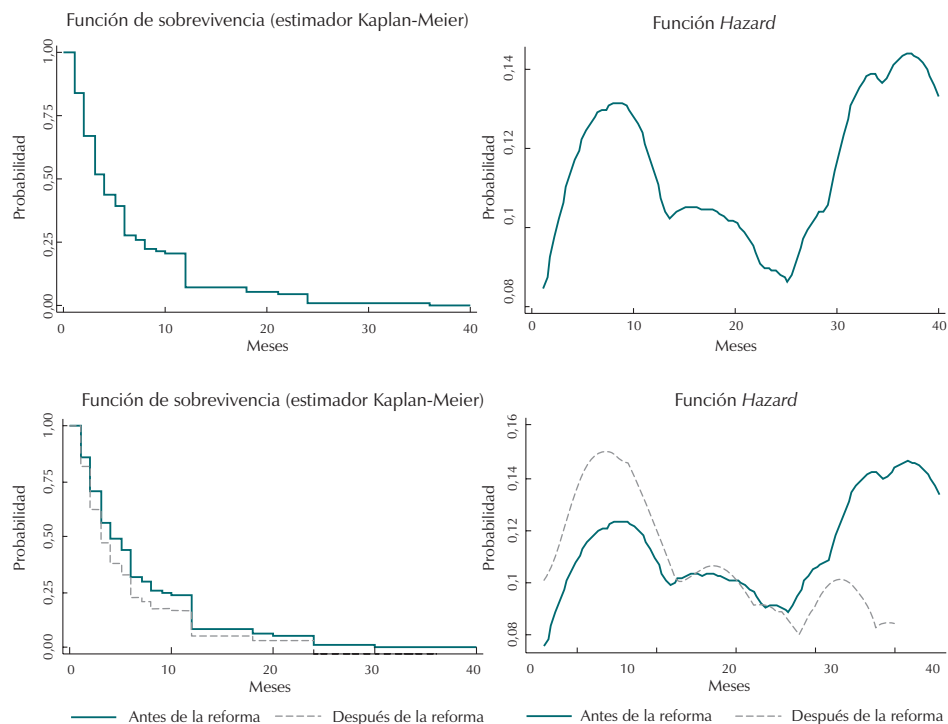 Función de sobrevivencia (estimador Kaplan-Meier)
Probabilidad
1,00
0,75
0,50
0,25
0,00
0 10 20 30 40
Meses
Función Hazard
Probabilidad
0,14
0,12
0,1
0,08
0 10 20 30 40
Meses
Función de sobrevivencia (estimador Kaplan-Meier)
Probabilidad
1,00
0,75
0,50
0,25
0,00
0 10 20 30 40
Meses
Antes de la reforma Después de la reforma
Función Hazard
Probabilidad
0,16
0,14
0,12
0,1
0,08
0 10 20 30 40
Meses
Antes de la reforma Después de la reforma